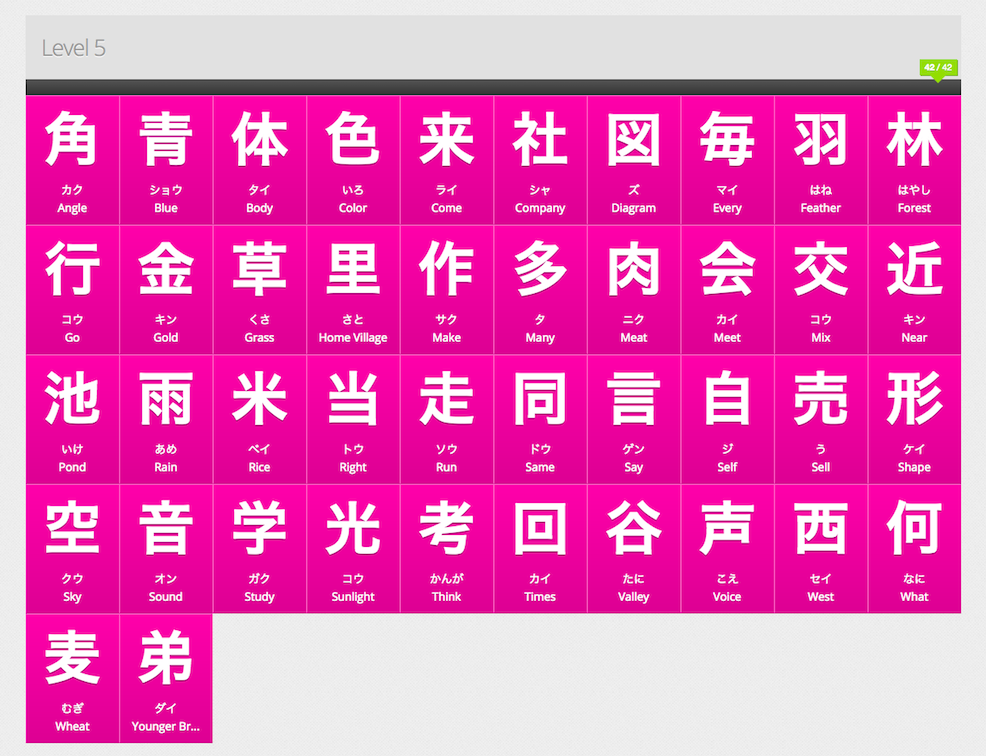 Level 5
42 / 42
角 青 体 色 来 社 図 毎 羽 林
カク ショウ タイ いろ ライ シャ ズ マイ はね はやし
Angle Blue Body Color Come Company Diagram Every Feather Forest
行 金 草 里 作 多 肉 会 交 近
コウ キン くさ さと サク タ ニク カイ コウ キン
Go Gold Grass Home Village Make Many Meat Meet Mix Near
池 雨 米 当 走 同 言 自 売 形
いけ あめ ベイ トウ ソウ ドウ ゲン ジ う ケイ
Pond Rain Rice Right Run Same Say Self Sell Shape
空 音 学 光 考 回 谷 声 西 何
クウ オン ガク コウ かんが カイ たに こえ セイ なに
Sky Sound Study Sunlight Think Times Valley Voice West What
麦 弟
むぎ ダイ
Wheat Younger Br...